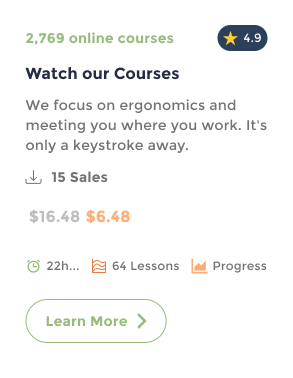 2,769 online courses
4.9
Watch our Courses
We focus on ergonomics and
meeting you where you work. It's
only a keystroke away.
15 Sales
$16.48 $6.48
22h... 64 Lessons Progress
Learn More